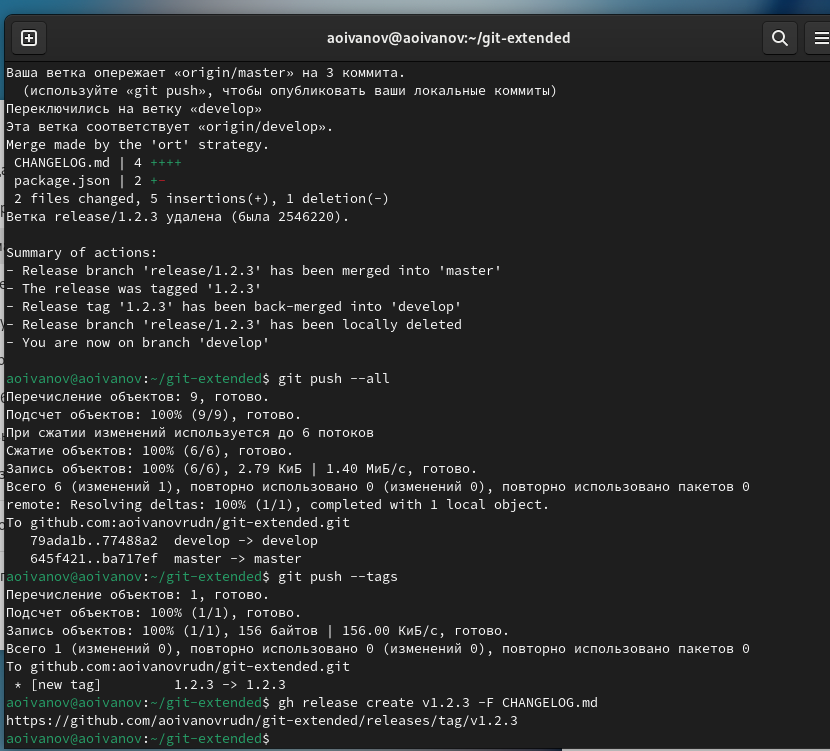 aoivanov@aoivanov:~/git-extended
Ваша ветка опережает «origin/master» на 3 коммита.
  (используйте «git push», чтобы опубликовать ваши локальные коммиты)
Переключились на ветку «develop»
Эта ветка соответствует «origin/develop».
Merge made by the 'ort' strategy.
 CHANGELOG.md | 4 ++++
 package.json | 2 +-
 2 files changed, 5 insertions(+), 1 deletion(-)
Ветка release/1.2.3 удалена (была 2546220).
Summary of actions:
- Release branch 'release/1.2.3' has been merged into 'master'
- The release was tagged '1.2.3'
- Release tag '1.2.3' has been back-merged into 'develop'
- Release branch 'release/1.2.3' has been locally deleted
- You are now on branch 'develop'
aoivanov@aoivanov:~/git-extended$ git push --all
Перечисление объектов: 9, готово.
Подсчет объектов: 100% (9/9), готово.
При сжатии изменений используется до 6 потоков
Сжатие объектов: 100% (6/6), готово.
Запись объектов: 100% (6/6), 2.79 КиБ | 1.40 МиБ/с, готово.
Всего 6 (изменений 1), повторно использовано 0 (изменений 0), повторно использовано пакетов 0
remote: Resolving deltas: 100% (1/1), completed with 1 local object.
To github.com:aoivanovrudn/git-extended.git
   79ada1b..77488a2  develop -> develop
   645f421..ba717ef  master -> master
aoivanov@aoivanov:~/git-extended$ git push --tags
Перечисление объектов: 1, готово.
Подсчет объектов: 100% (1/1), готово.
Запись объектов: 100% (1/1), 156 байтов | 156.00 КиБ/с, готово.
Всего 1 (изменений 0), повторно использовано 0 (изменений 0), повторно использовано пакетов 0
To github.com:aoivanovrudn/git-extended.git
 * [new tag]         1.2.3 -> 1.2.3
aoivanov@aoivanov:~/git-extended$ gh release create v1.2.3 -F CHANGELOG.md
https://github.com/aoivanovrudn/git-extended/releases/tag/v1.2.3
aoivanov@aoivanov:~/git-extended$